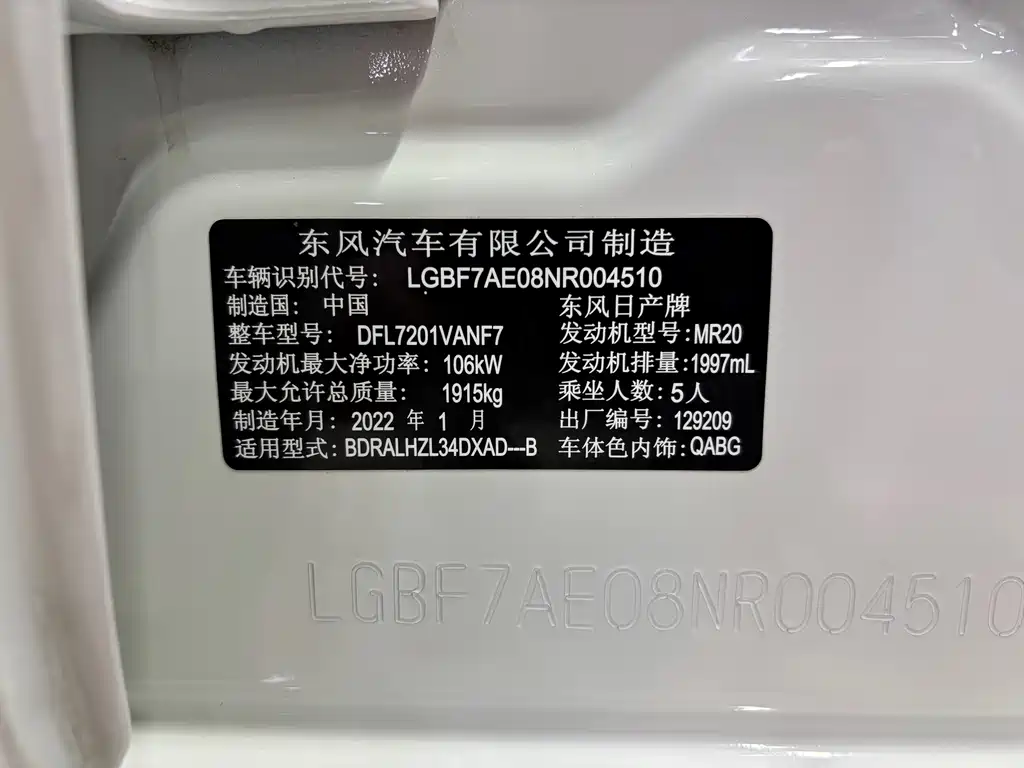 东风汽车有限公司制造
车辆识别代号: LGBF7AE08NR004510
制造国: 中国 东风日产牌
整车型号: DFL7201VANF7 发动机型号:MR20
发动机最大净功率: 106kW 发动机排量:1997mL
最大允许总质量: 1915kg 乘坐人数:5人
制造年月: 2022 年 1 月 出厂编号: 129209
适用型式: BDRALHZL34DXAD---B 车体色内饰:QABG
LGBF7AE08NR004510